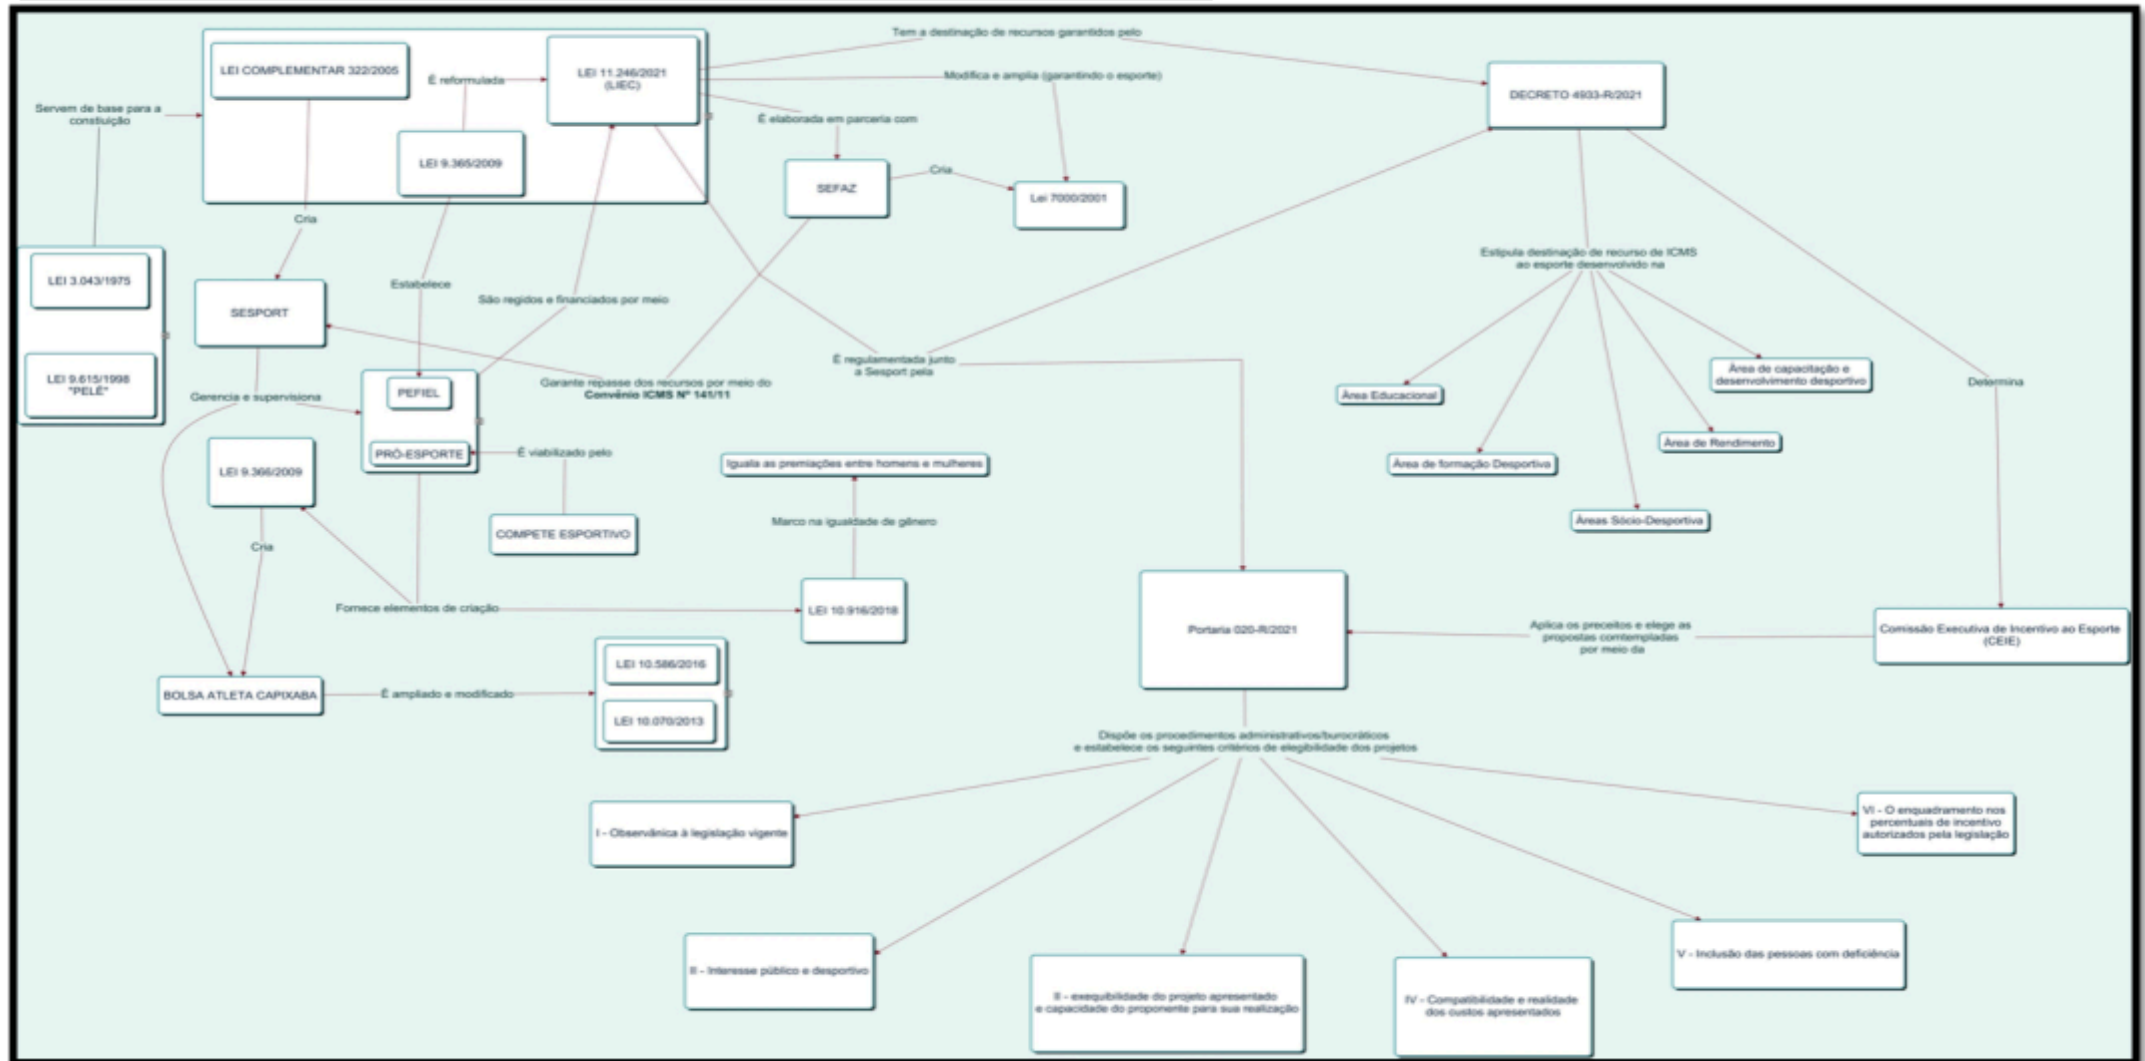 Tem a destinação de recursos garantidos pelo
LEI COMPLEMENTAR 322/2005
É reformulada
LEI 11.246/2021
(LIEC)
Modifica e amplia (garantindo o esporte)
DECRETO 4933-R/2021
Servem de base para a
constiuição
É elaborada em parceria com
LEI 9.365/2009
SEFAZ
Cria
Lei 7000/2001
Cria
LEI 3.043/1975
Estabelece
São regidos e financiados por meio
Estipula destinação de recurso de ICMS
ao esporte desenvolvido na
SESPORT
LEI 9.615/1998
"PELÉ"
Gerencia e supervisiona
PEFIEL
Garante repasse dos recursos por meio do
Convênio ICMS Nº 141/11
É regulamentada junto
a Sesport pela
Área Educacional
Área de capacitação e
desenvolvimento desportivo
Determina
PRÓ-ESPORTE
É viabilizado pelo
Iguala as premiações entre homens e mulheres
Área de formação Desportiva
Área de Rendimento
LEI 9.366/2009
COMPETE ESPORTIVO
Marco na igualdade de gênero
Áreas Sócio-Desportiva
Cria
Fornece elementos de criação
LEI 10.916/2018
Portaria 020-R/2021
Aplica os preceitos e elege as
propostas comtempladas
por meio da
Comissão Executiva de Incentivo ao Esporte
(CEIE)
BOLSA ATLETA CAPIXABA
É ampliado e modificado
LEI 10.586/2016
LEI 10.070/2013
Dispõe os procedimentos administrativos/burocráticos
e estabelece os seguintes critérios de elegibilidade dos projetos
I - Observânica à legislação vigente
VI - O enquadramento nos
percentuais de incentivo
autorizados pela legislação
II - Interesse público e desportivo
II - exequibilidade do projeto apresentado
e capacidade do proponente para sua realização
IV - Compatibilidade e realidade
dos custos apresentados
V - Inclusão das pessoas com deficiência